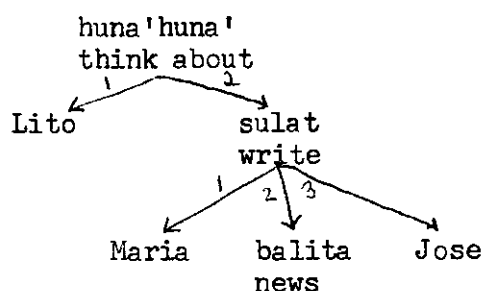 huna'huna'
think about
1 2
Lito sulat
write
1 2 3
Maria balita Jose
news